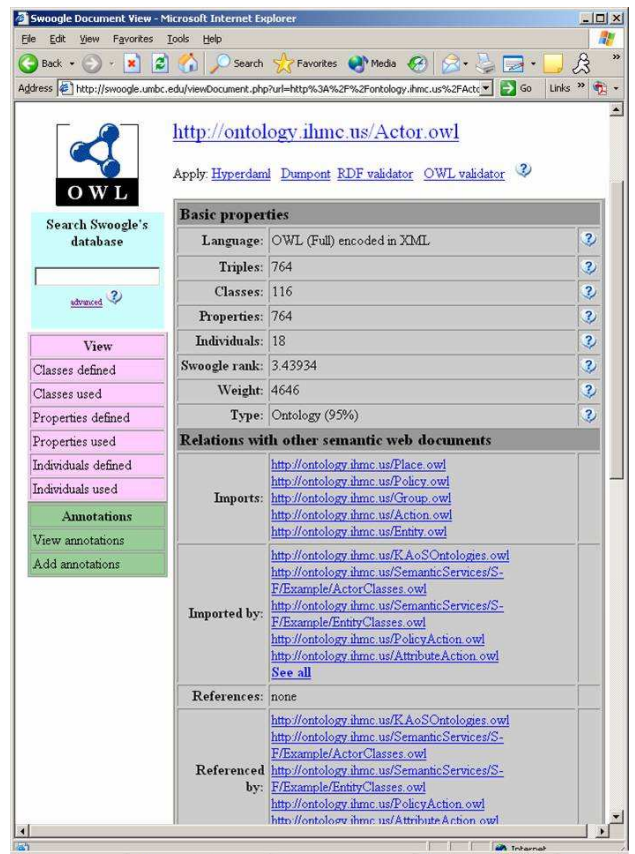 Swoogle Document View - Microsoft Internet Explorer
File Edit View Favorites Tools Help
Back Search Favorites Media »
Address http://swoogle.umbc.edu/viewDocument.php?url=http%3A%2F%2Fontology.ihmc.us%2FActo Go Links »
OWL
http://ontology.ihmc.us/Actor.owl
Apply: Hyperdaml Dumpont RDF validator OWL validator ?
Search Swoogle's
database
advanced ?
View
Classes defined
Classes used
Properties defined
Properties used
Individuals defined
Individuals used
Annotations
View annotations
Add annotations
Basic properties
Language: OWL (Full) encoded in XML ?
Triples: 764 ?
Classes: 116 ?
Properties: 764 ?
Individuals: 18 ?
Swoogle rank: 3.43934 ?
Weight: 4646 ?
Type: Ontology (95%) ?
Relations with other semantic web documents
Imports:
http://ontology.ihmc.us/Place.owl
http://ontology.ihmc.us/Policy.owl
http://ontology.ihmc.us/Group.owl
http://ontology.ihmc.us/Action.owl
http://ontology.ihmc.us/Entity.owl
Imported by:
http://ontology.ihmc.us/KAoSOntologies.owl
http://ontology.ihmc.us/SemanticServices/S-
F/Example/ActorClasses.owl
http://ontology.ihmc.us/SemanticServices/S-
F/Example/EntityClasses.owl
http://ontology.ihmc.us/PolicyAction.owl
http://ontology.ihmc.us/AttributeAction.owl
See all
References: none
Referenced
by:
http://ontology.ihmc.us/KAoSOntologies.owl
http://ontology.ihmc.us/SemanticServices/S-
F/Example/ActorClasses.owl
http://ontology.ihmc.us/SemanticServices/S-
F/Example/EntityClasses.owl
http://ontology.ihmc.us/PolicyAction.owl
http://ontology.ihmc.us/AttributeAction.owl
Internet